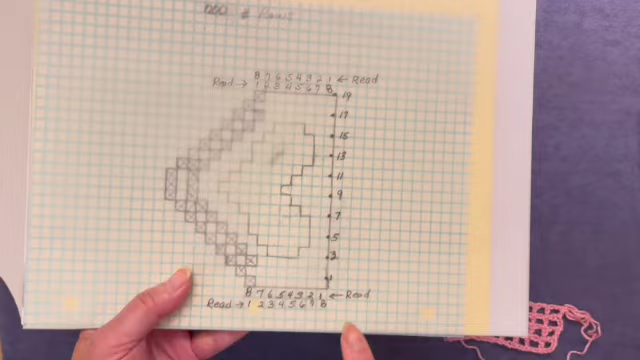 # Rows
8 7 6 5 4 3 2 1 ← Read
Read → 1 2 3 4 5 6 7 8
19
17
15
13
11
9
7
5
3
1
8 7 6 5 4 3 2 1 ← Read
Read → 1 2 3 4 5 6 7 8